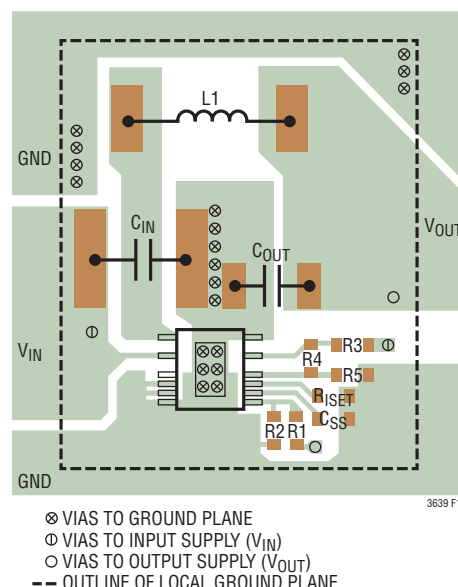 L1
GND
CIN
COUT
VOUT
VIN
R3
R4
R5
RISET
CSS
R2 R1
GND
3639 F1
⊗ VIAS TO GROUND PLANE
⦶ VIAS TO INPUT SUPPLY (VIN)
○ VIAS TO OUTPUT SUPPLY (VOUT)
OUTLINE OF LOCAL GROUND PLANE